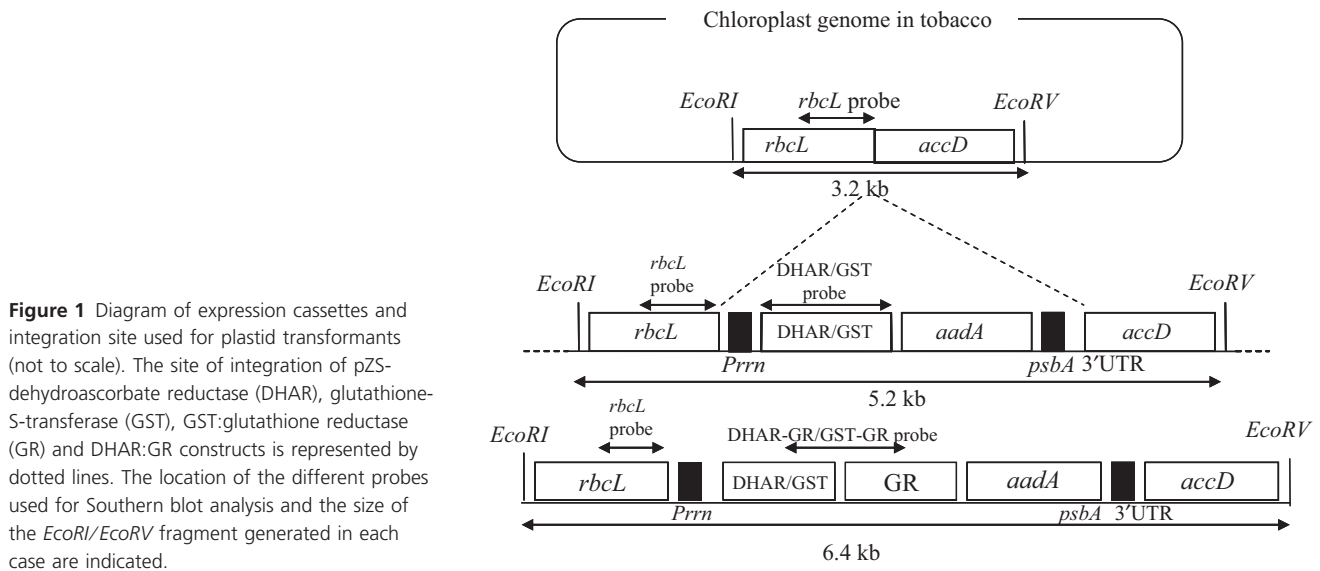 Chloroplast genome in tobacco
EcoRI
rbcL probe
EcoRV
rbcL
accD
3.2 kb
EcoRI
rbcL
probe
DHAR/GST
probe
EcoRV
rbcL
DHAR/GST
aadA
accD
Prrn
psbA 3′UTR
5.2 kb
EcoRI
rbcL
probe
DHAR-GR/GST-GR probe
EcoRV
rbcL
DHAR/GST
GR
aadA
accD
Prrn
psbA 3′UTR
6.4 kb
Figure 1 Diagram of expression cassettes and
integration site used for plastid transformants
(not to scale). The site of integration of pZS-
dehydroascorbate reductase (DHAR), glutathione-
S-transferase (GST), GST:glutathione reductase
(GR) and DHAR:GR constructs is represented by
dotted lines. The location of the different probes
used for Southern blot analysis and the size of
the EcoRI/EcoRV fragment generated in each
case are indicated.